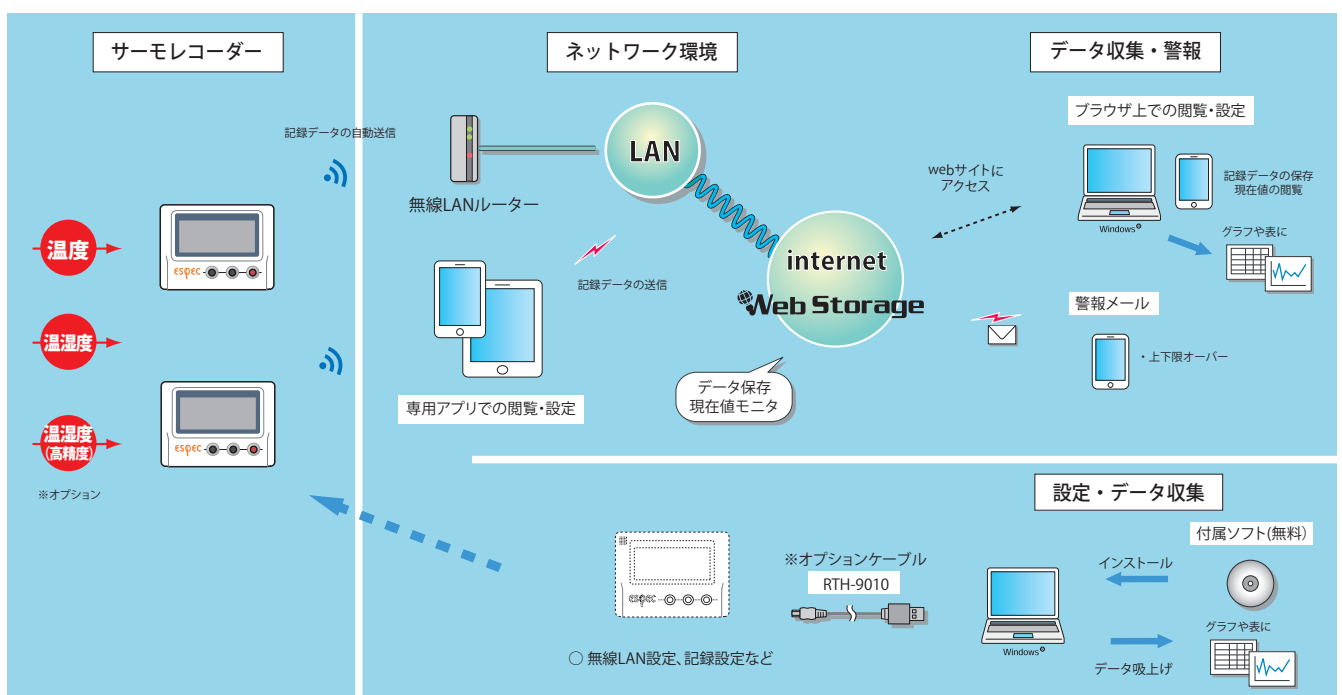 サーモレコーダー
記録データの自動送信
温度
espec
温湿度
温湿度
(高精度)
espec
※オプション
ネットワーク環境
LAN
無線LANルーター
internet
Web Storage
記録データの送信
専用アプリでの閲覧・設定
データ保存
現在値モニタ
データ収集・警報
ブラウザ上での閲覧・設定
webサイトに
アクセス
記録データの保存
現在値の閲覧
Windows®
グラフや表に
警報メール
・上下限オーバー
設定・データ収集
espec
○ 無線LAN設定、記録設定など
※オプションケーブル
RTH-9010
付属ソフト(無料)
インストール
Windows®
データ吸上げ
グラフや表に